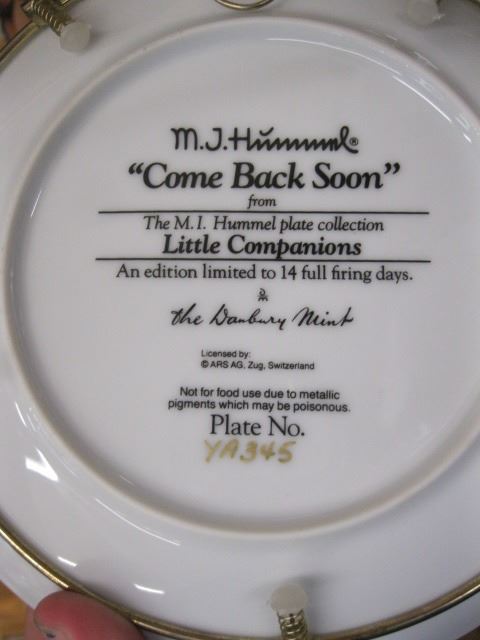 M.J.Hummel®
“Come Back Soon”
from
The M.I. Hummel plate collection
Little Companions
An edition limited to 14 full firing days.
The Danbury Mint
Licensed by:
© ARS AG, Zug, Switzerland
Not for food use due to metallic
pigments which may be poisonous.
Plate No.
YA345